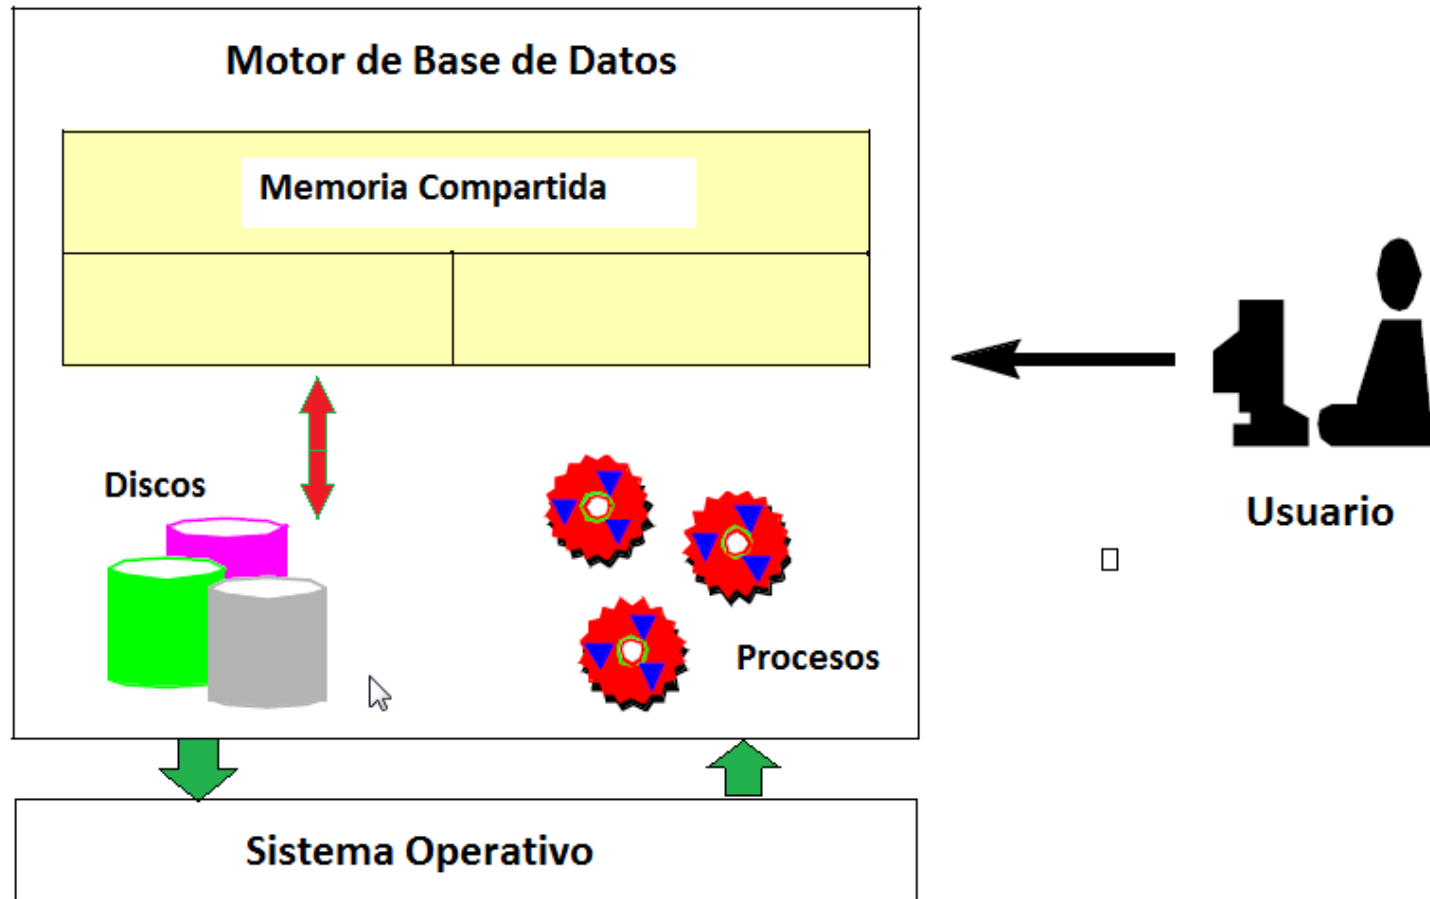 Motor de Base de Datos
Memoria Compartida
Discos
Usuario
Procesos
Sistema Operativo